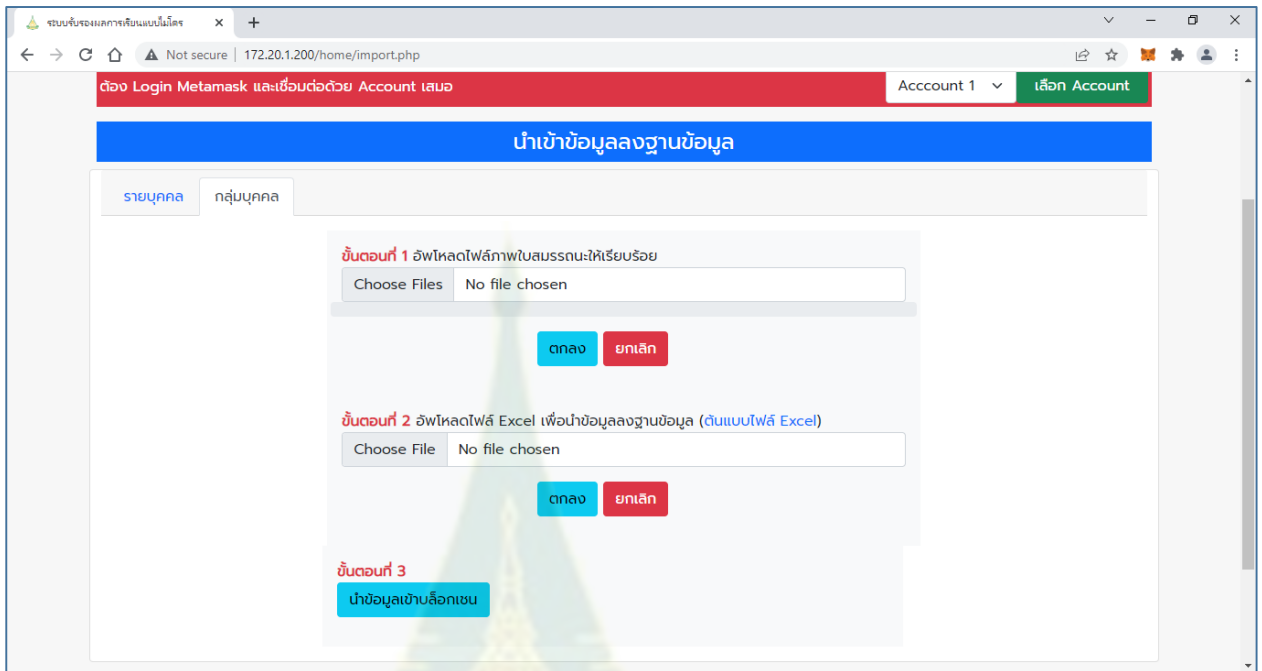 ระบบรับรองผลการเรียนแบบไมโคร
Not secure | 172.20.1.200/home/import.php
ต้อง Login Metamask และเชื่อมต่อด้วย Account เสมอ
Acccount 1
เลือก Account
นำเข้าข้อมูลลงฐานข้อมูล
รายบุคคล
กลุ่มบุคคล
ขั้นตอนที่ 1 อัพโหลดไฟล์ภาพใบสมรรถนะให้เรียบร้อย
Choose Files No file chosen
ตกลง ยกเลิก
ขั้นตอนที่ 2 อัพโหลดไฟล์ Excel เพื่อนำข้อมูลลงฐานข้อมูล (ต้นแบบไฟล์ Excel)
Choose File No file chosen
ตกลง ยกเลิก
ขั้นตอนที่ 3
นำข้อมูลเข้าบล็อกเชน